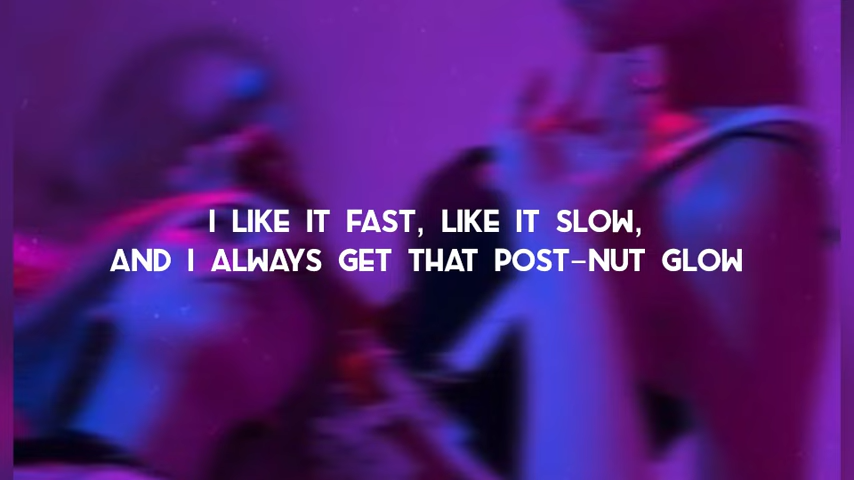 I LIKE IT FAST, LIKE IT SLOW,
AND I ALWAYS GET THAT POST-NUT GLOW